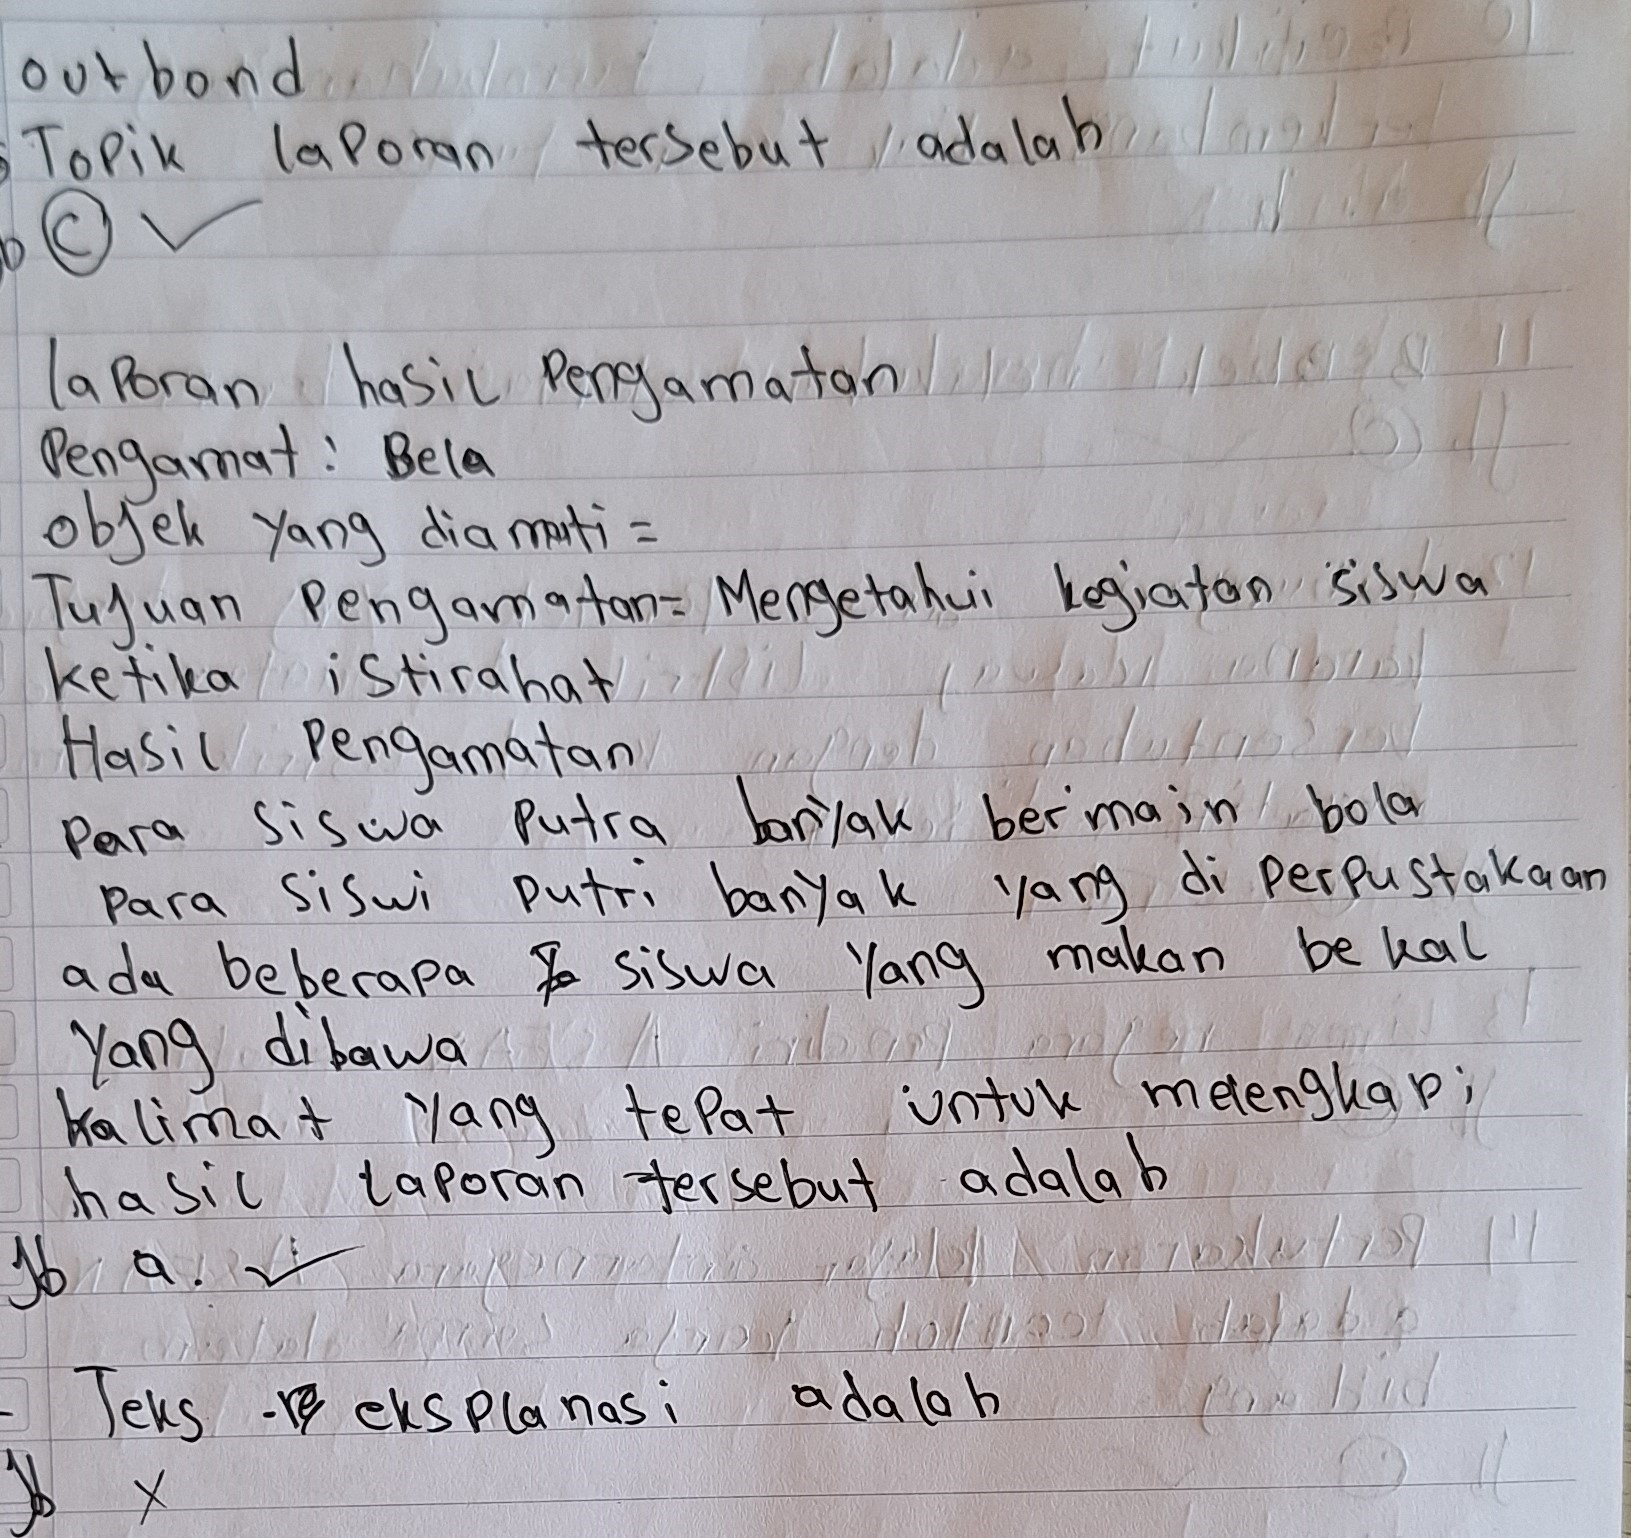 outbond
Topik laporan tersebut adalah
b C ✓
laporan hasil Pengamatan
Pengamat: Bela
objek yang diamati =
Tujuan Pengamatan = Mengetahui kegiatan siswa
ketika istirahat
Hasil Pengamatan
Para siswa Putra banyak bermain bola
Para siswi putri banyak yang di Perpustakaan
ada beberapa siswa Yang makan bekal
Yang dibawa
kalimat Yang tepat untuk melengkapi
hasil laporan tersebut adalah
Jb a. ✓
Teks eksplanasi adalah
Jb X